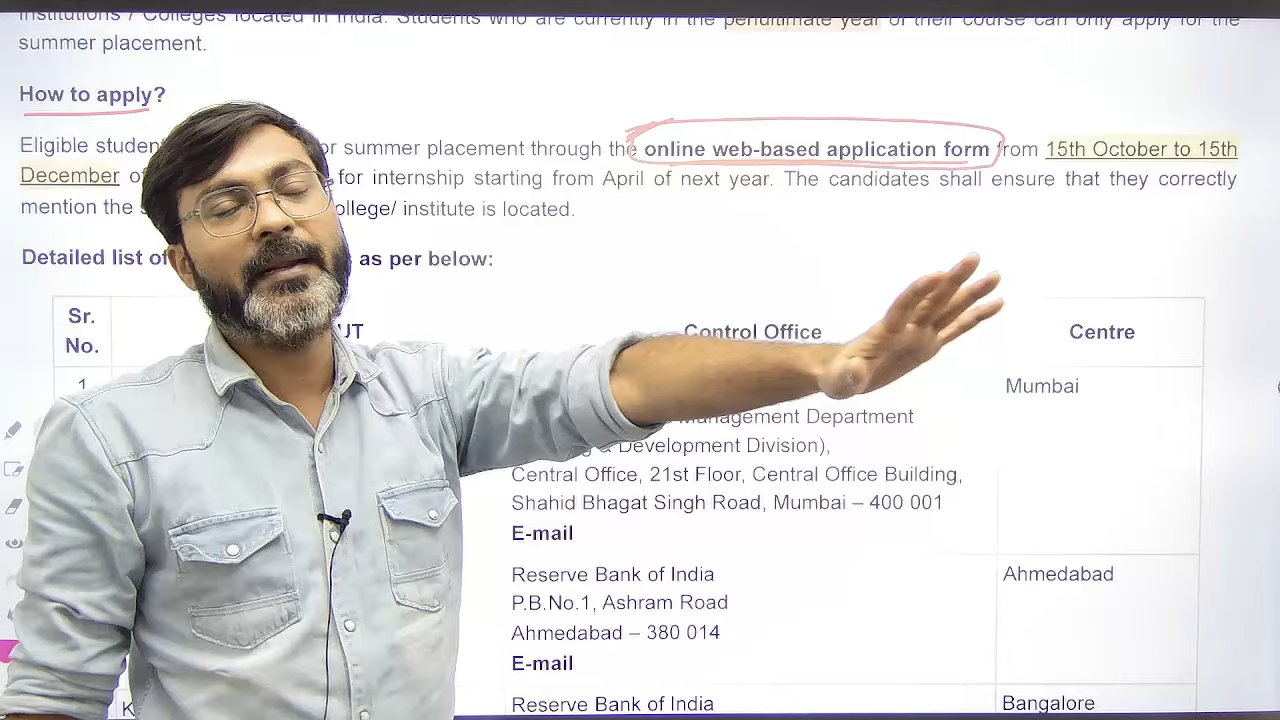 Institutions / Colleges located in India. Students who are currently in the penultimate year of their course can only apply for the
summer placement.
How to apply?
Eligible studen or summer placement through the online web-based application form from 15th October to 15th
December of for internship starting from April of next year. The candidates shall ensure that they correctly
mention the ollege/ institute is located.
Detailed list of as per below:
Sr.
No.
UT
Control Office
Centre
1
Management Department
& Development Division),
Central Office, 21st Floor, Central Office Building,
Shahid Bhagat Singh Road, Mumbai – 400 001
E-mail
Mumbai
Reserve Bank of India
P.B.No.1, Ashram Road
Ahmedabad – 380 014
E-mail
Ahmedabad
K
Reserve Bank of India
Bangalore